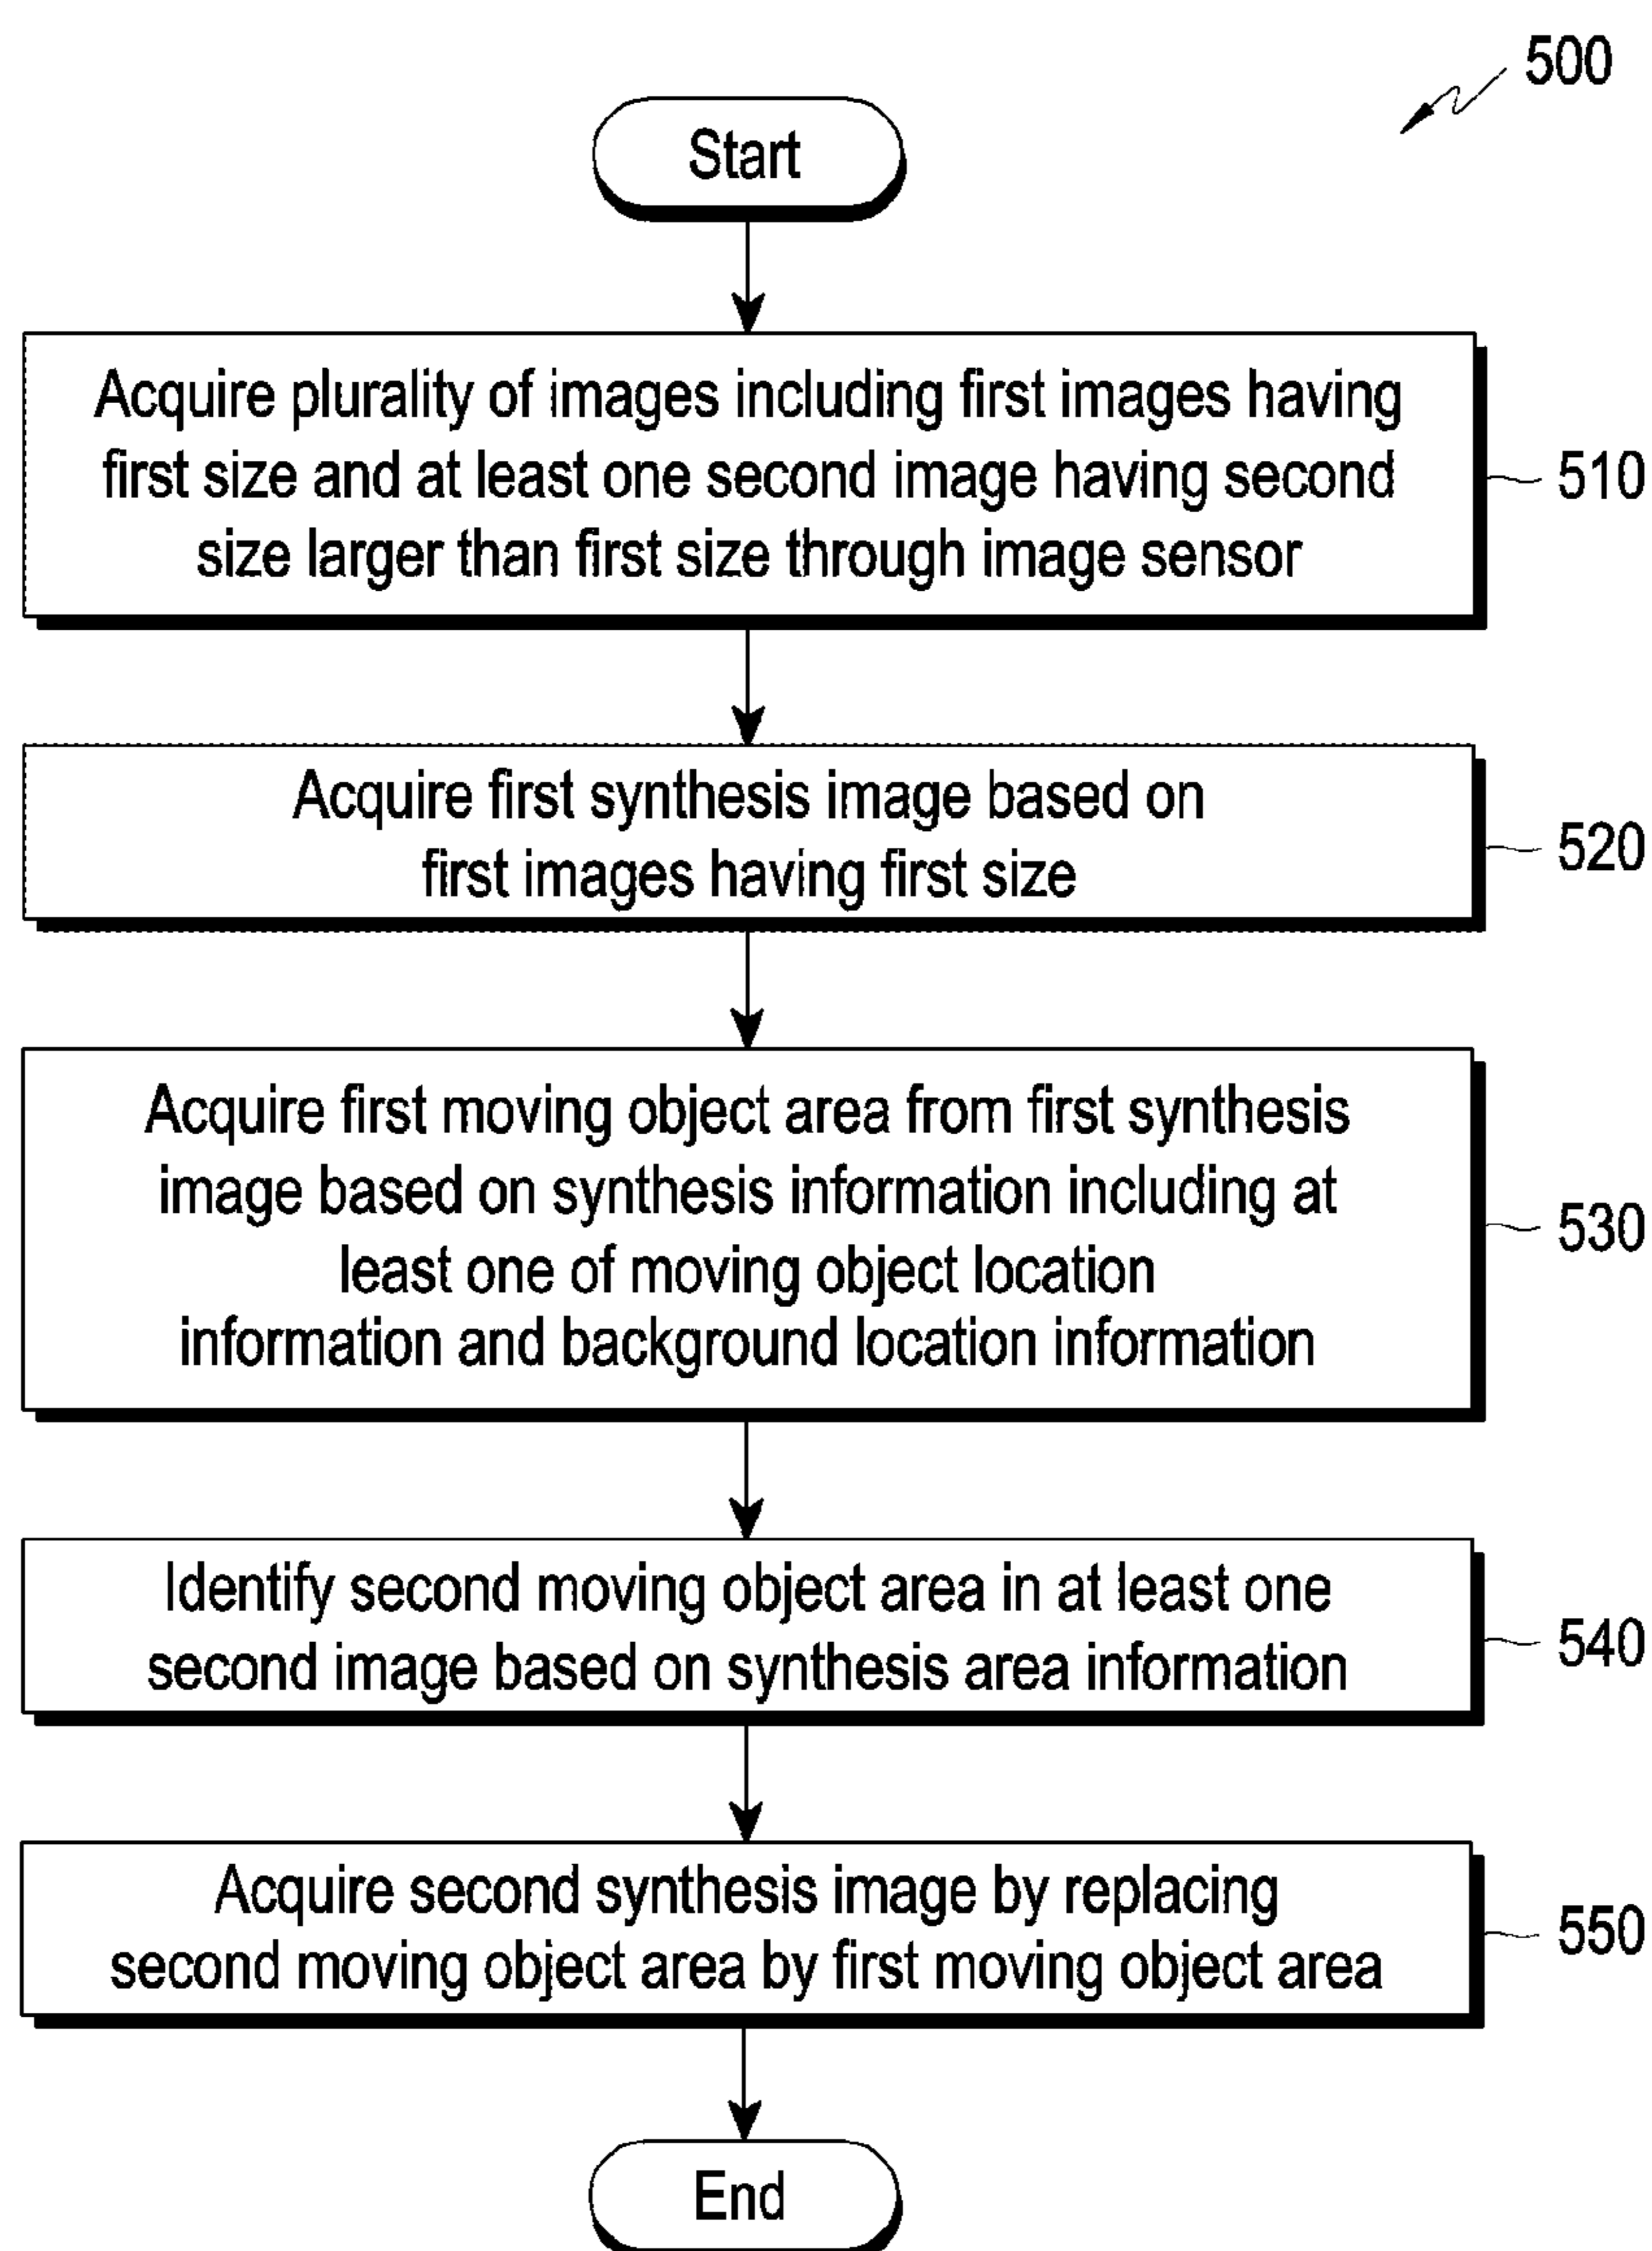 500
Start
Acquire plurality of images including first images having
first size and at least one second image having second
size larger than first size through image sensor
510
Acquire first synthesis image based on
first images having first size
520
Acquire first moving object area from first synthesis
image based on synthesis information including at
least one of moving object location
information and background location information
530
Identify second moving object area in at least one
second image based on synthesis area information
540
Acquire second synthesis image by replacing
second moving object area by first moving object area
550
End